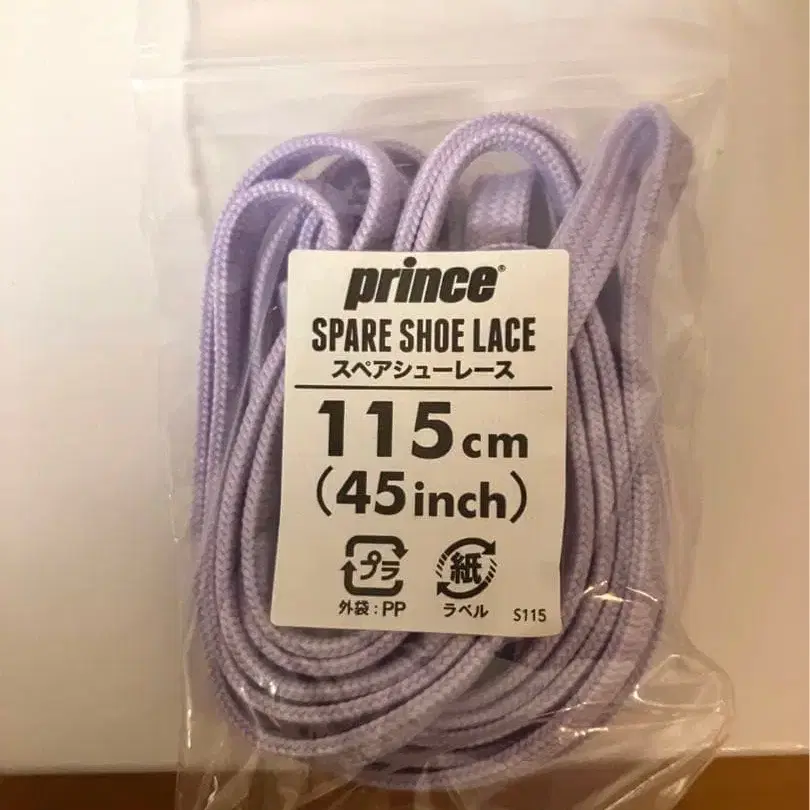 prince®
SPARE SHOE LACE
スペアシューレース
115cm
(45inch)
プラ 紙
外袋:PP ラベル S115